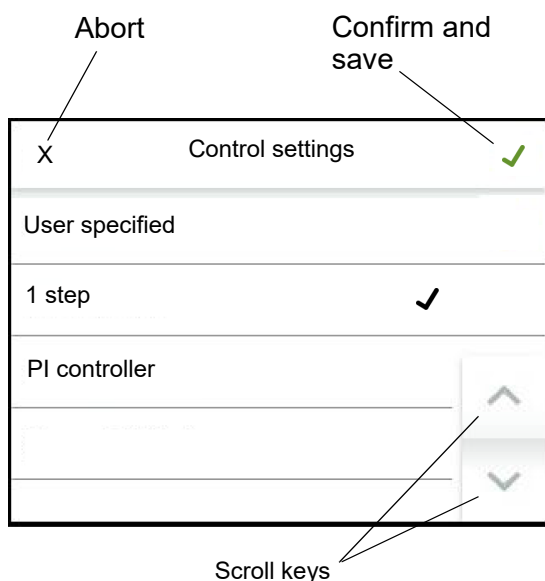 Abort
Confirm and
save
X
Control settings
User specified
1 step
PI controller
Scroll keys